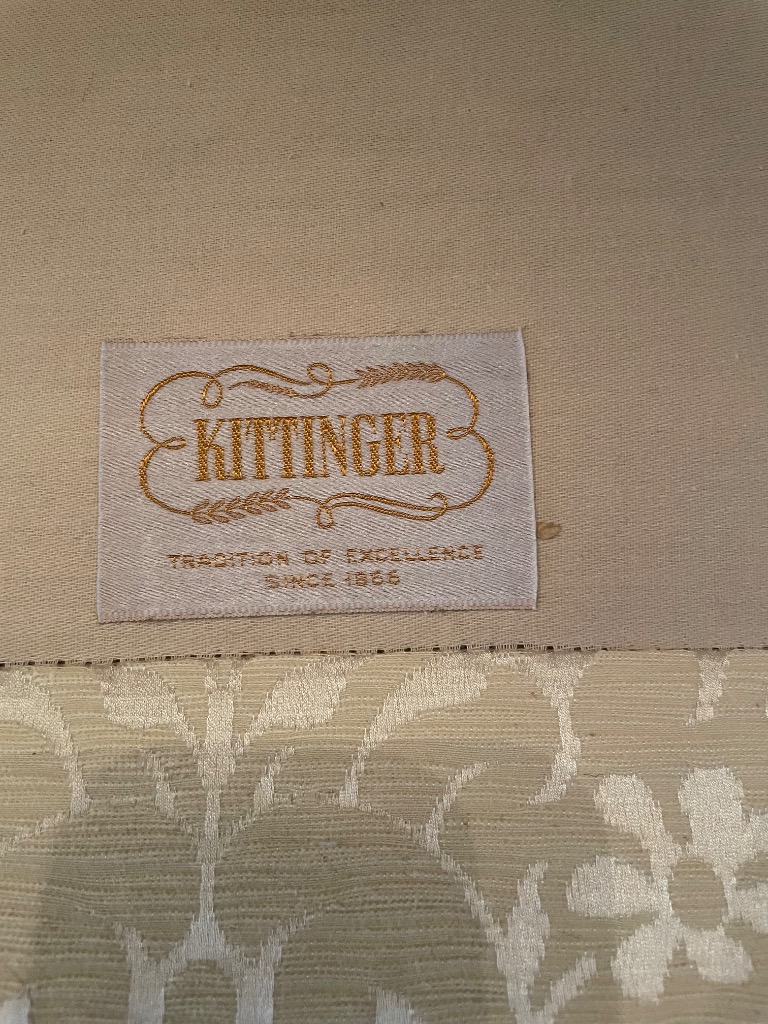 KITTINGER
TRADITION OF EXCELLENCE
SINCE 1866